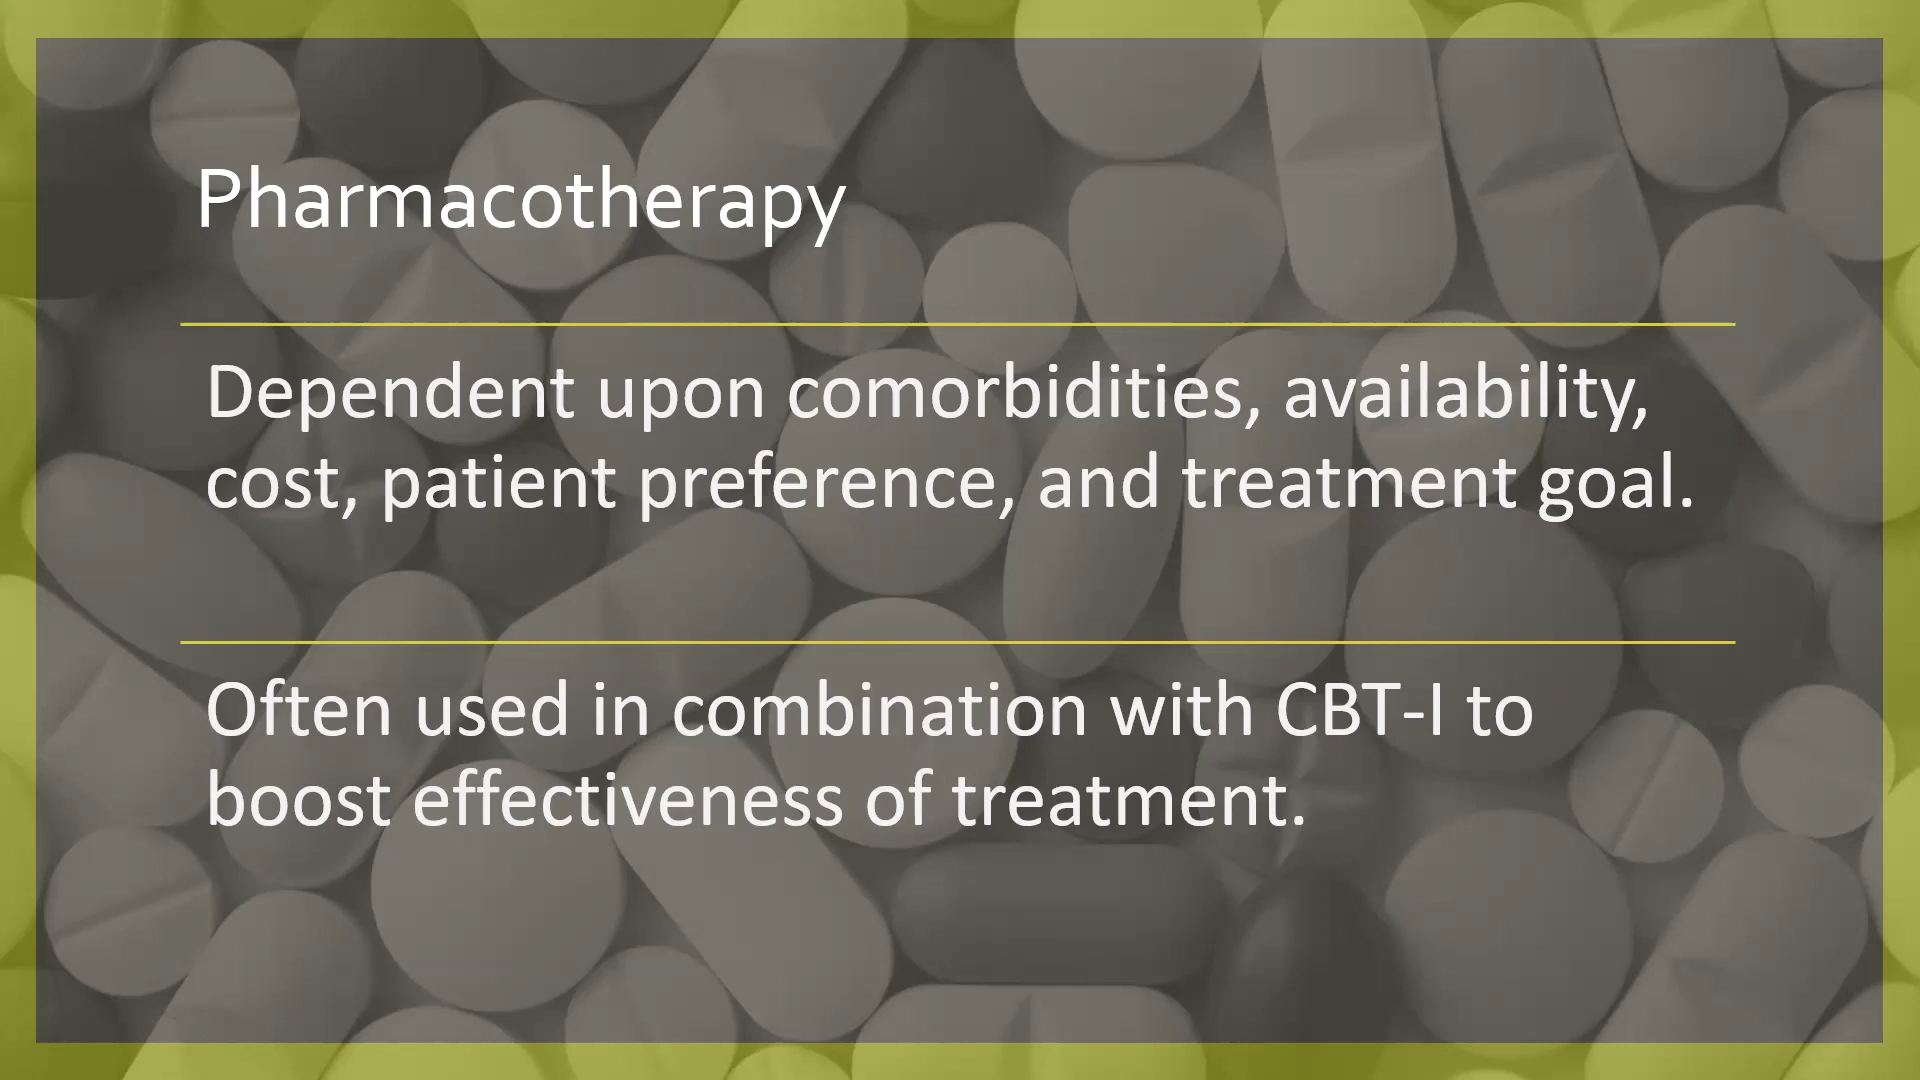 Pharmacotherapy
Dependent upon comorbidities, availability,
cost, patient preference, and treatment goal.
Often used in combination with CBT-I to
boost effectiveness of treatment.